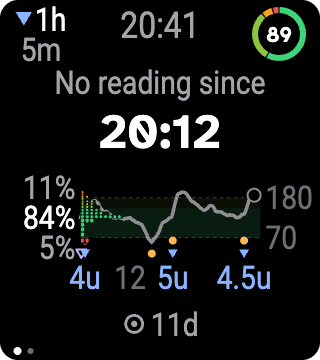 1h 20:41 89
5m
No reading since
20:12
11%
84% 180
5% 70
4u 12 5u 4.5u
11d